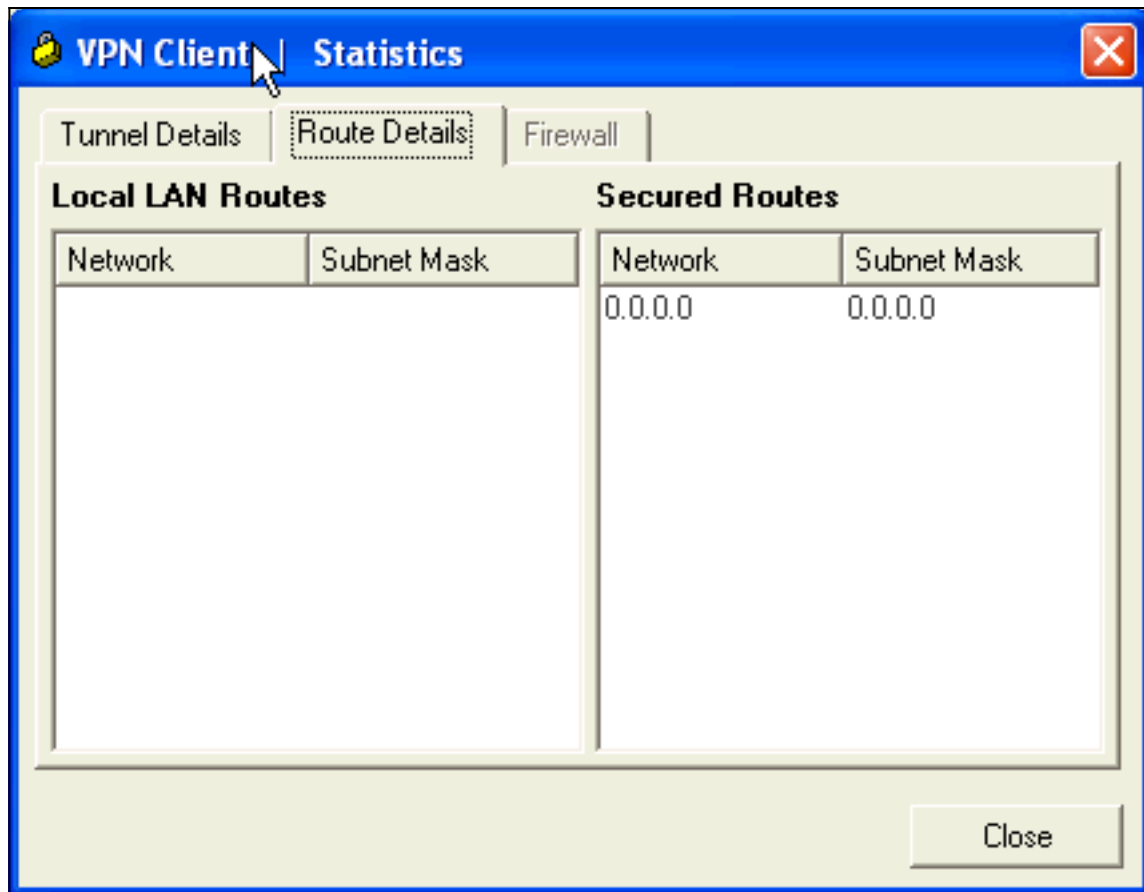 VPN Client | Statistics
Tunnel Details Route Details Firewall
Local LAN Routes Secured Routes
Network Subnet Mask Network Subnet Mask
0.0.0.0 0.0.0.0
Close